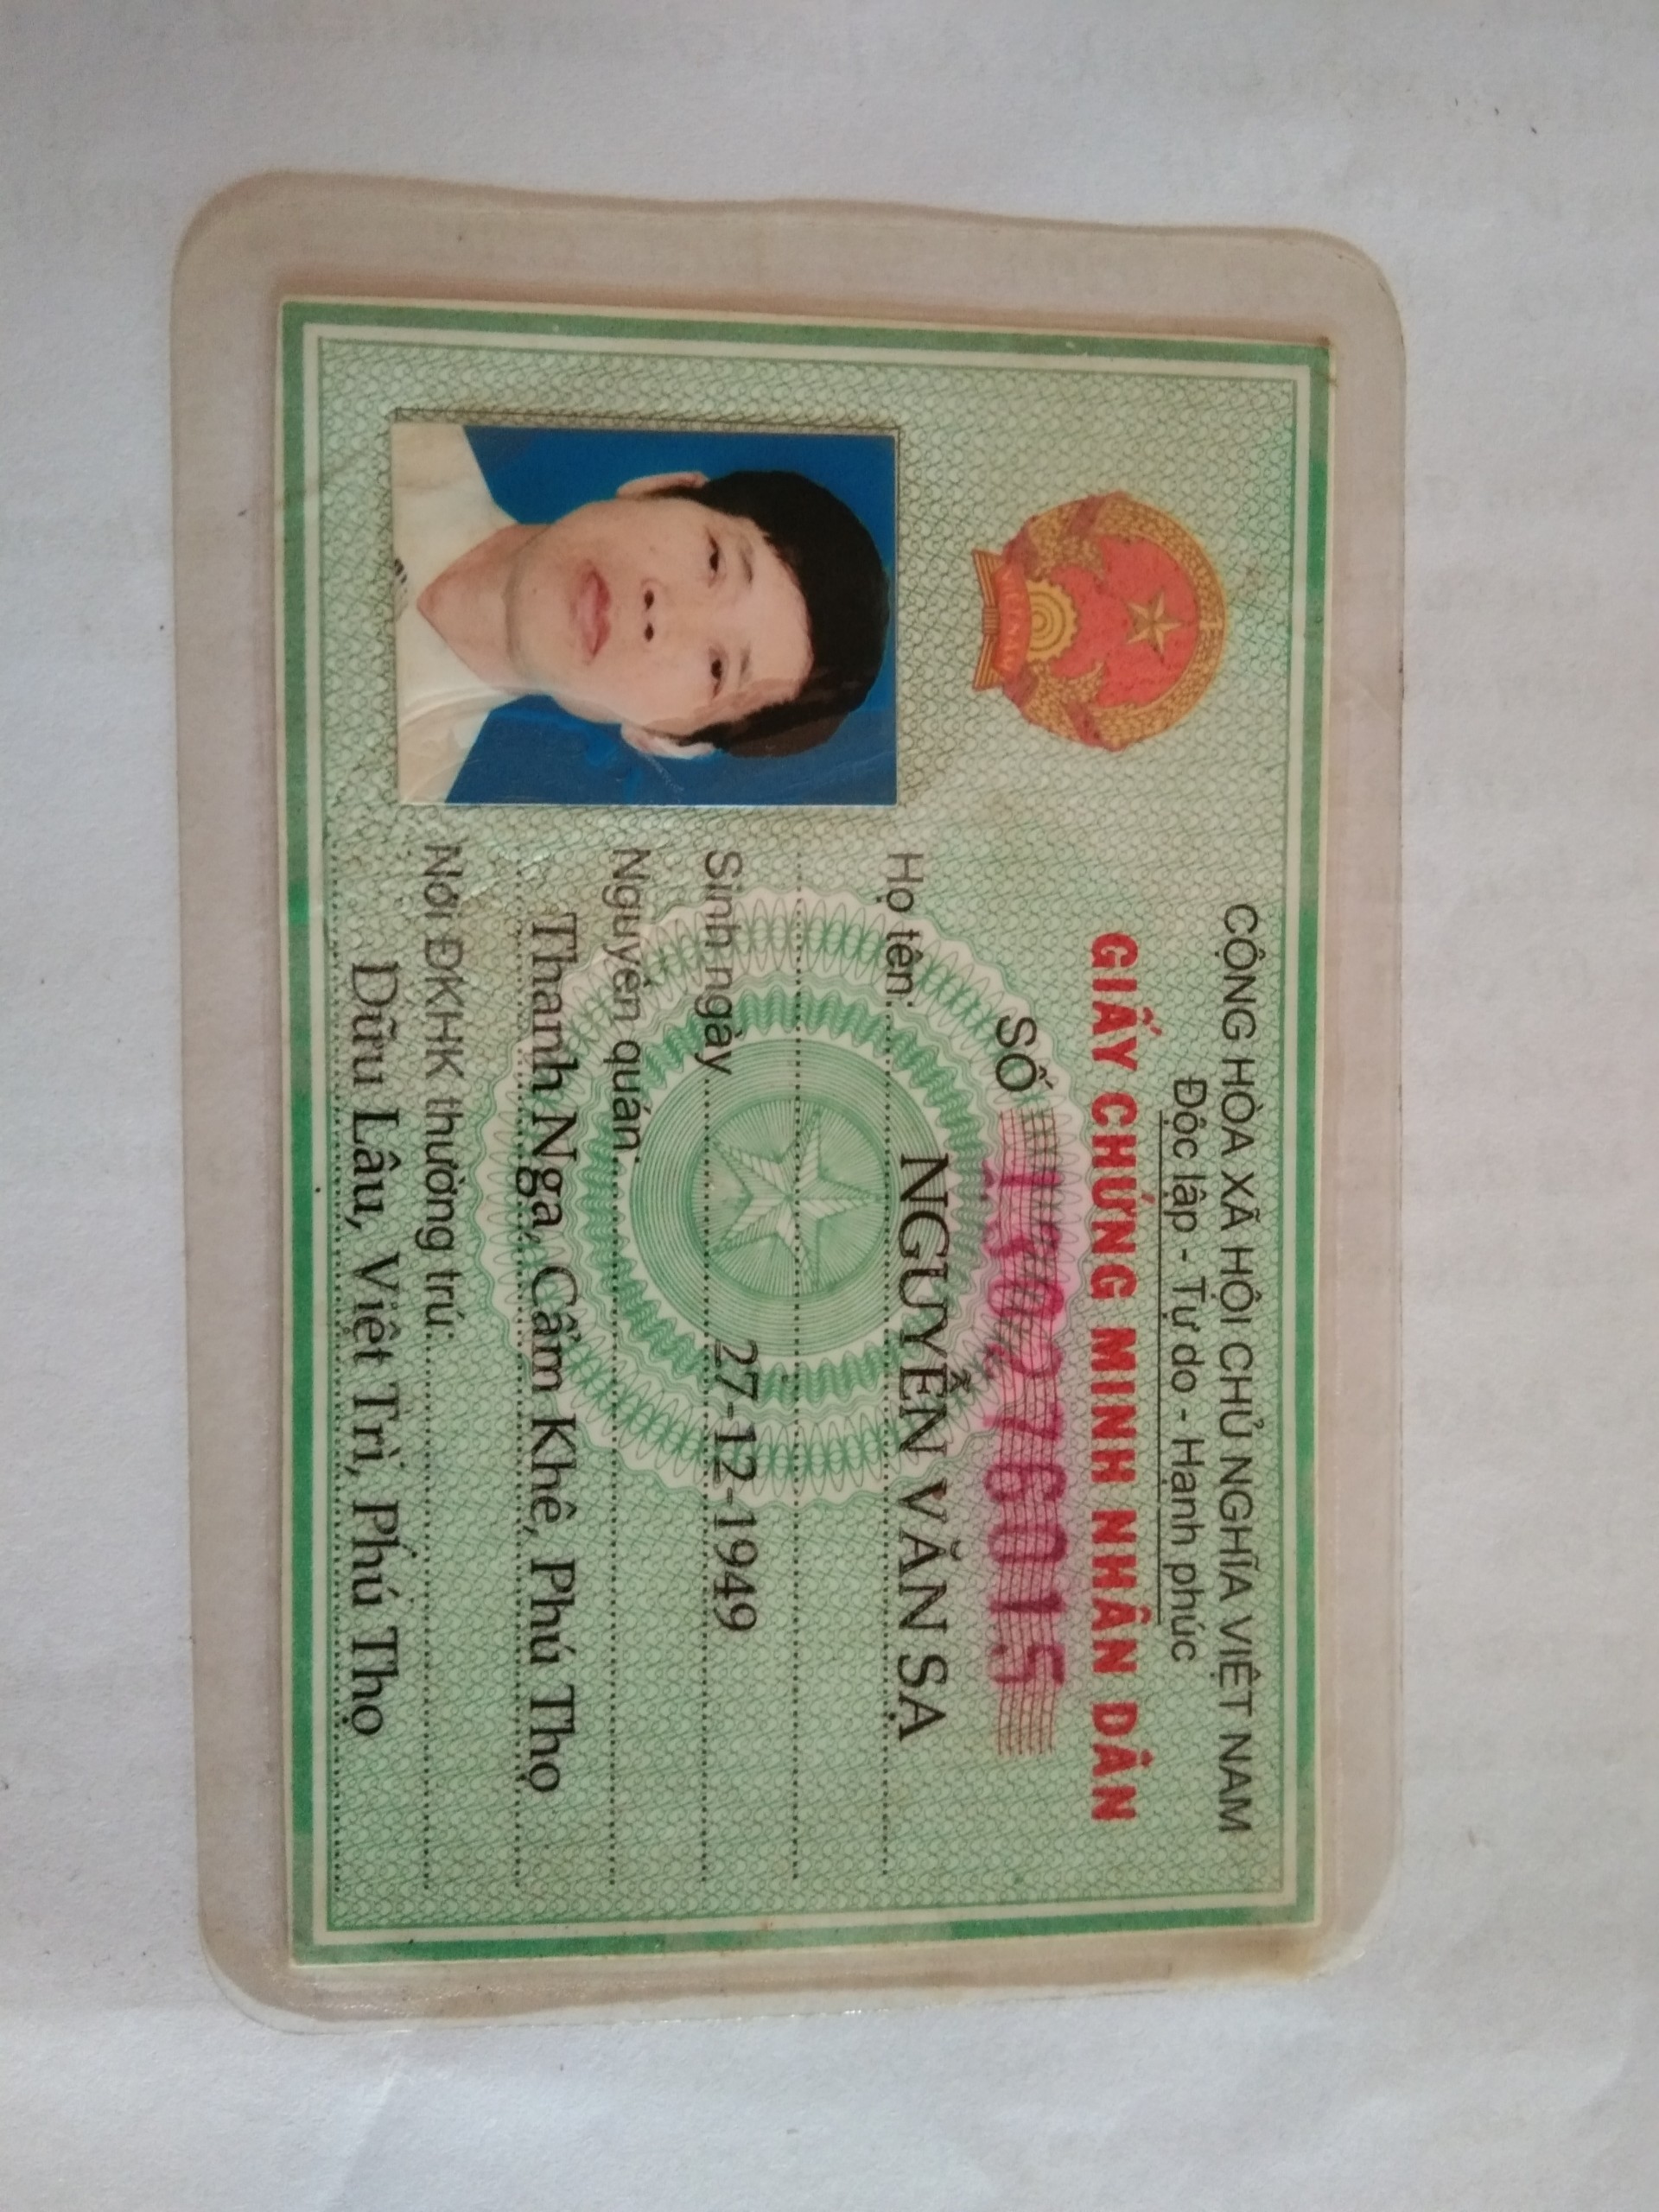 CỘNG HÒA XÃ HỘI CHỦ NGHĨA VIỆT NAM
Độc lập - Tự do - Hạnh phúc
GIẤY CHỨNG MINH NHÂN DÂN
SỐ 130276015
Họ tên: NGUYỄN VĂN SẠ
Sinh ngày 27-12-1949
Nguyên quán:
Thanh Nga, Cẩm Khê, Phú Thọ
Nơi ĐKHK thường trú:
Dữu Lâu, Việt Trì, Phú Thọ
VIỆT NAM